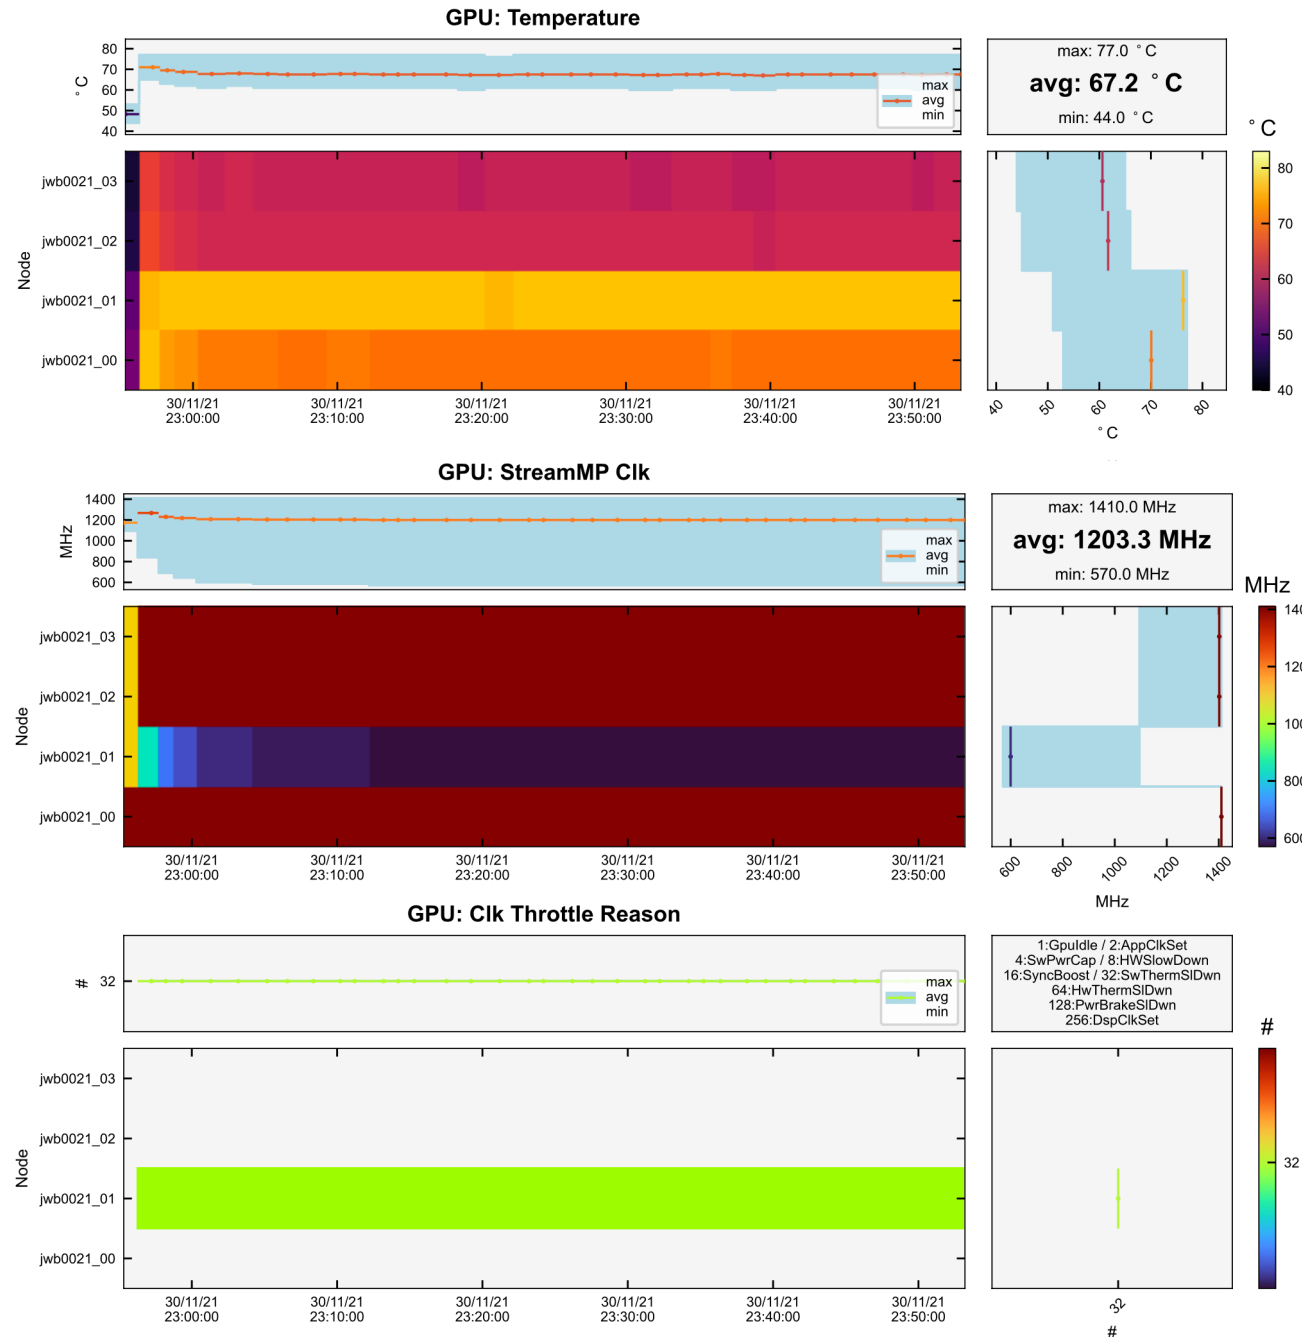 GPU: Temperature
80
70
60
50
40
° C
max
avg
min
max: 77.0 ° C
avg: 67.2 ° C
min: 44.0 ° C
jwb0021_03
jwb0021_02
jwb0021_01
jwb0021_00
Node
30/11/21 30/11/21 30/11/21 30/11/21 30/11/21 30/11/21
23:00:00 23:10:00 23:20:00 23:30:00 23:40:00 23:50:00
40 50 60 70 80
° C
° C
80
70
60
50
40
GPU: StreamMP Clk
1400
1200
1000
800
600
MHz
max
avg
min
max: 1410.0 MHz
avg: 1203.3 MHz
min: 570.0 MHz
jwb0021_03
jwb0021_02
jwb0021_01
jwb0021_00
Node
30/11/21 30/11/21 30/11/21 30/11/21 30/11/21 30/11/21
23:00:00 23:10:00 23:20:00 23:30:00 23:40:00 23:50:00
600 800 1000 1200 1400
MHz
MHz
140
120
100
800
600
GPU: Clk Throttle Reason
# 32
max
avg
min
1:GpuIdle / 2:AppClkSet
4:SwPwrCap / 8:HWSlowDown
16:SyncBoost / 32:SwThermSlDwn
64:HwThermSlDwn
128:PwrBrakeSlDwn
256:DspClkSet
jwb0021_03
jwb0021_02
jwb0021_01
jwb0021_00
Node
30/11/21 30/11/21 30/11/21 30/11/21 30/11/21 30/11/21
23:00:00 23:10:00 23:20:00 23:30:00 23:40:00 23:50:00
32
#
#
32